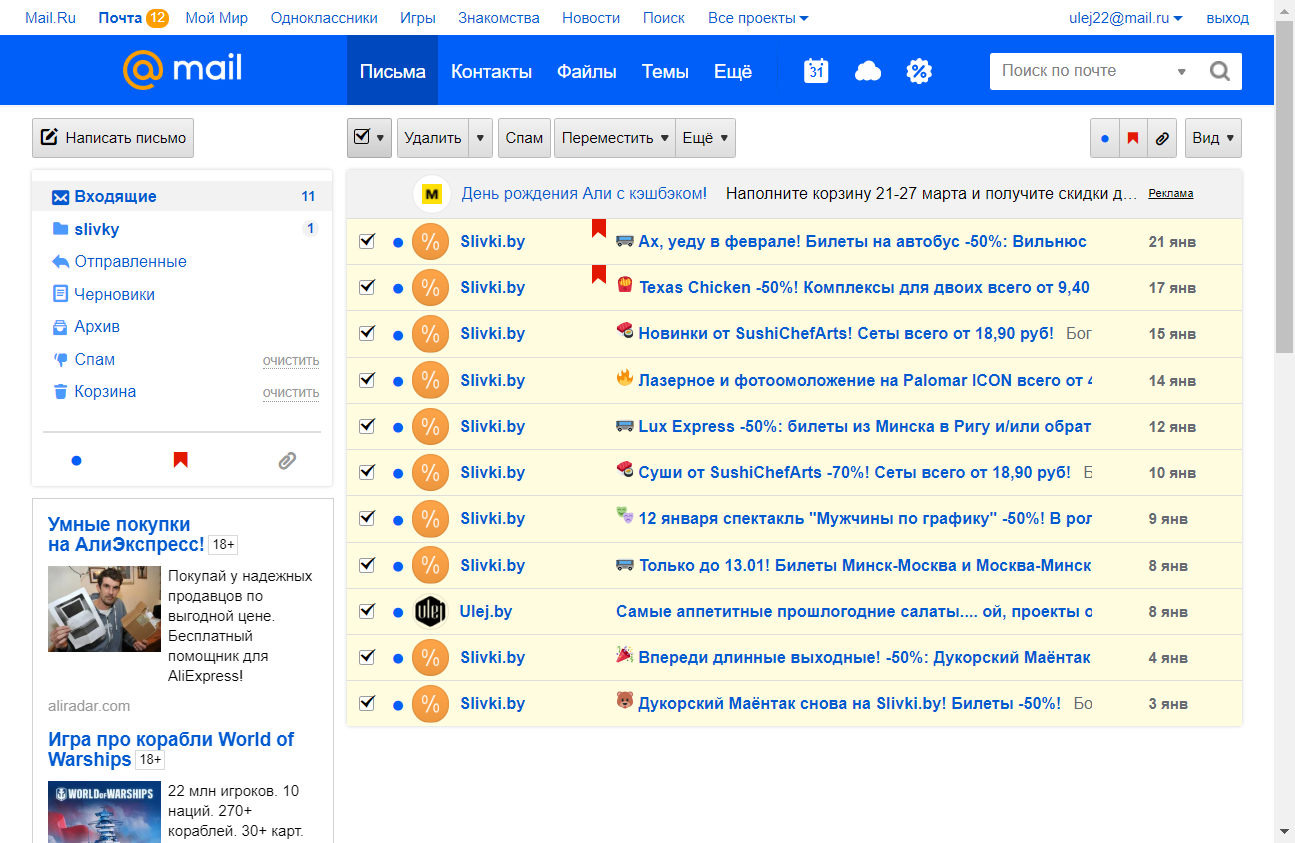 Mail.Ru Почта 12 Мой Мир Одноклассники Игры Знакомства Новости Поиск Все проекты ulej22@mail.ru выход
@mail Письма Контакты Файлы Темы Ещё 31 % Поиск по почте
Написать письмо Удалить Спам Переместить Ещё Вид
Входящие 11
slivky 1
Отправленные
Черновики
Архив
Спам очистить
Корзина очистить
Умные покупки
на АлиЭкспресс! 18+
Покупай у надежных
продавцов по
выгодной цене.
Бесплатный
помощник для
AliExpress!
aliradar.com
Игра про корабли World of
Warships 18+
WORLD OF WARSHIPS
22 млн игроков. 10
наций. 270+
кораблей. 30+ карт.
М День рождения Али с кэшбэком! Наполните корзину 21-27 марта и получите скидки д... Реклама
% Slivki.by Ах, уеду в феврале! Билеты на автобус -50%: Вильнюс 21 янв
% Slivki.by Texas Chicken -50%! Комплексы для двоих всего от 9,40 17 янв
% Slivki.by Новинки от SushiChefArts! Сеты всего от 18,90 руб! Бог 15 янв
% Slivki.by Лазерное и фотоомоложение на Palomar ICON всего от 4 14 янв
% Slivki.by Lux Express -50%: билеты из Минска в Ригу и/или обрат 12 янв
% Slivki.by Суши от SushiChefArts -70%! Сеты всего от 18,90 руб! Б 10 янв
% Slivki.by 12 января спектакль "Мужчины по графику" -50%! В рол 9 янв
% Slivki.by Только до 13.01! Билеты Минск-Москва и Москва-Минск 8 янв
ulej Ulej.by Самые аппетитные прошлогодние салаты.... ой, проекты о 8 янв
% Slivki.by Впереди длинные выходные! -50%: Дукорский Маёнтак 4 янв
% Slivki.by Дукорский Маёнтак снова на Slivki.by! Билеты -50%! Бо 3 янв